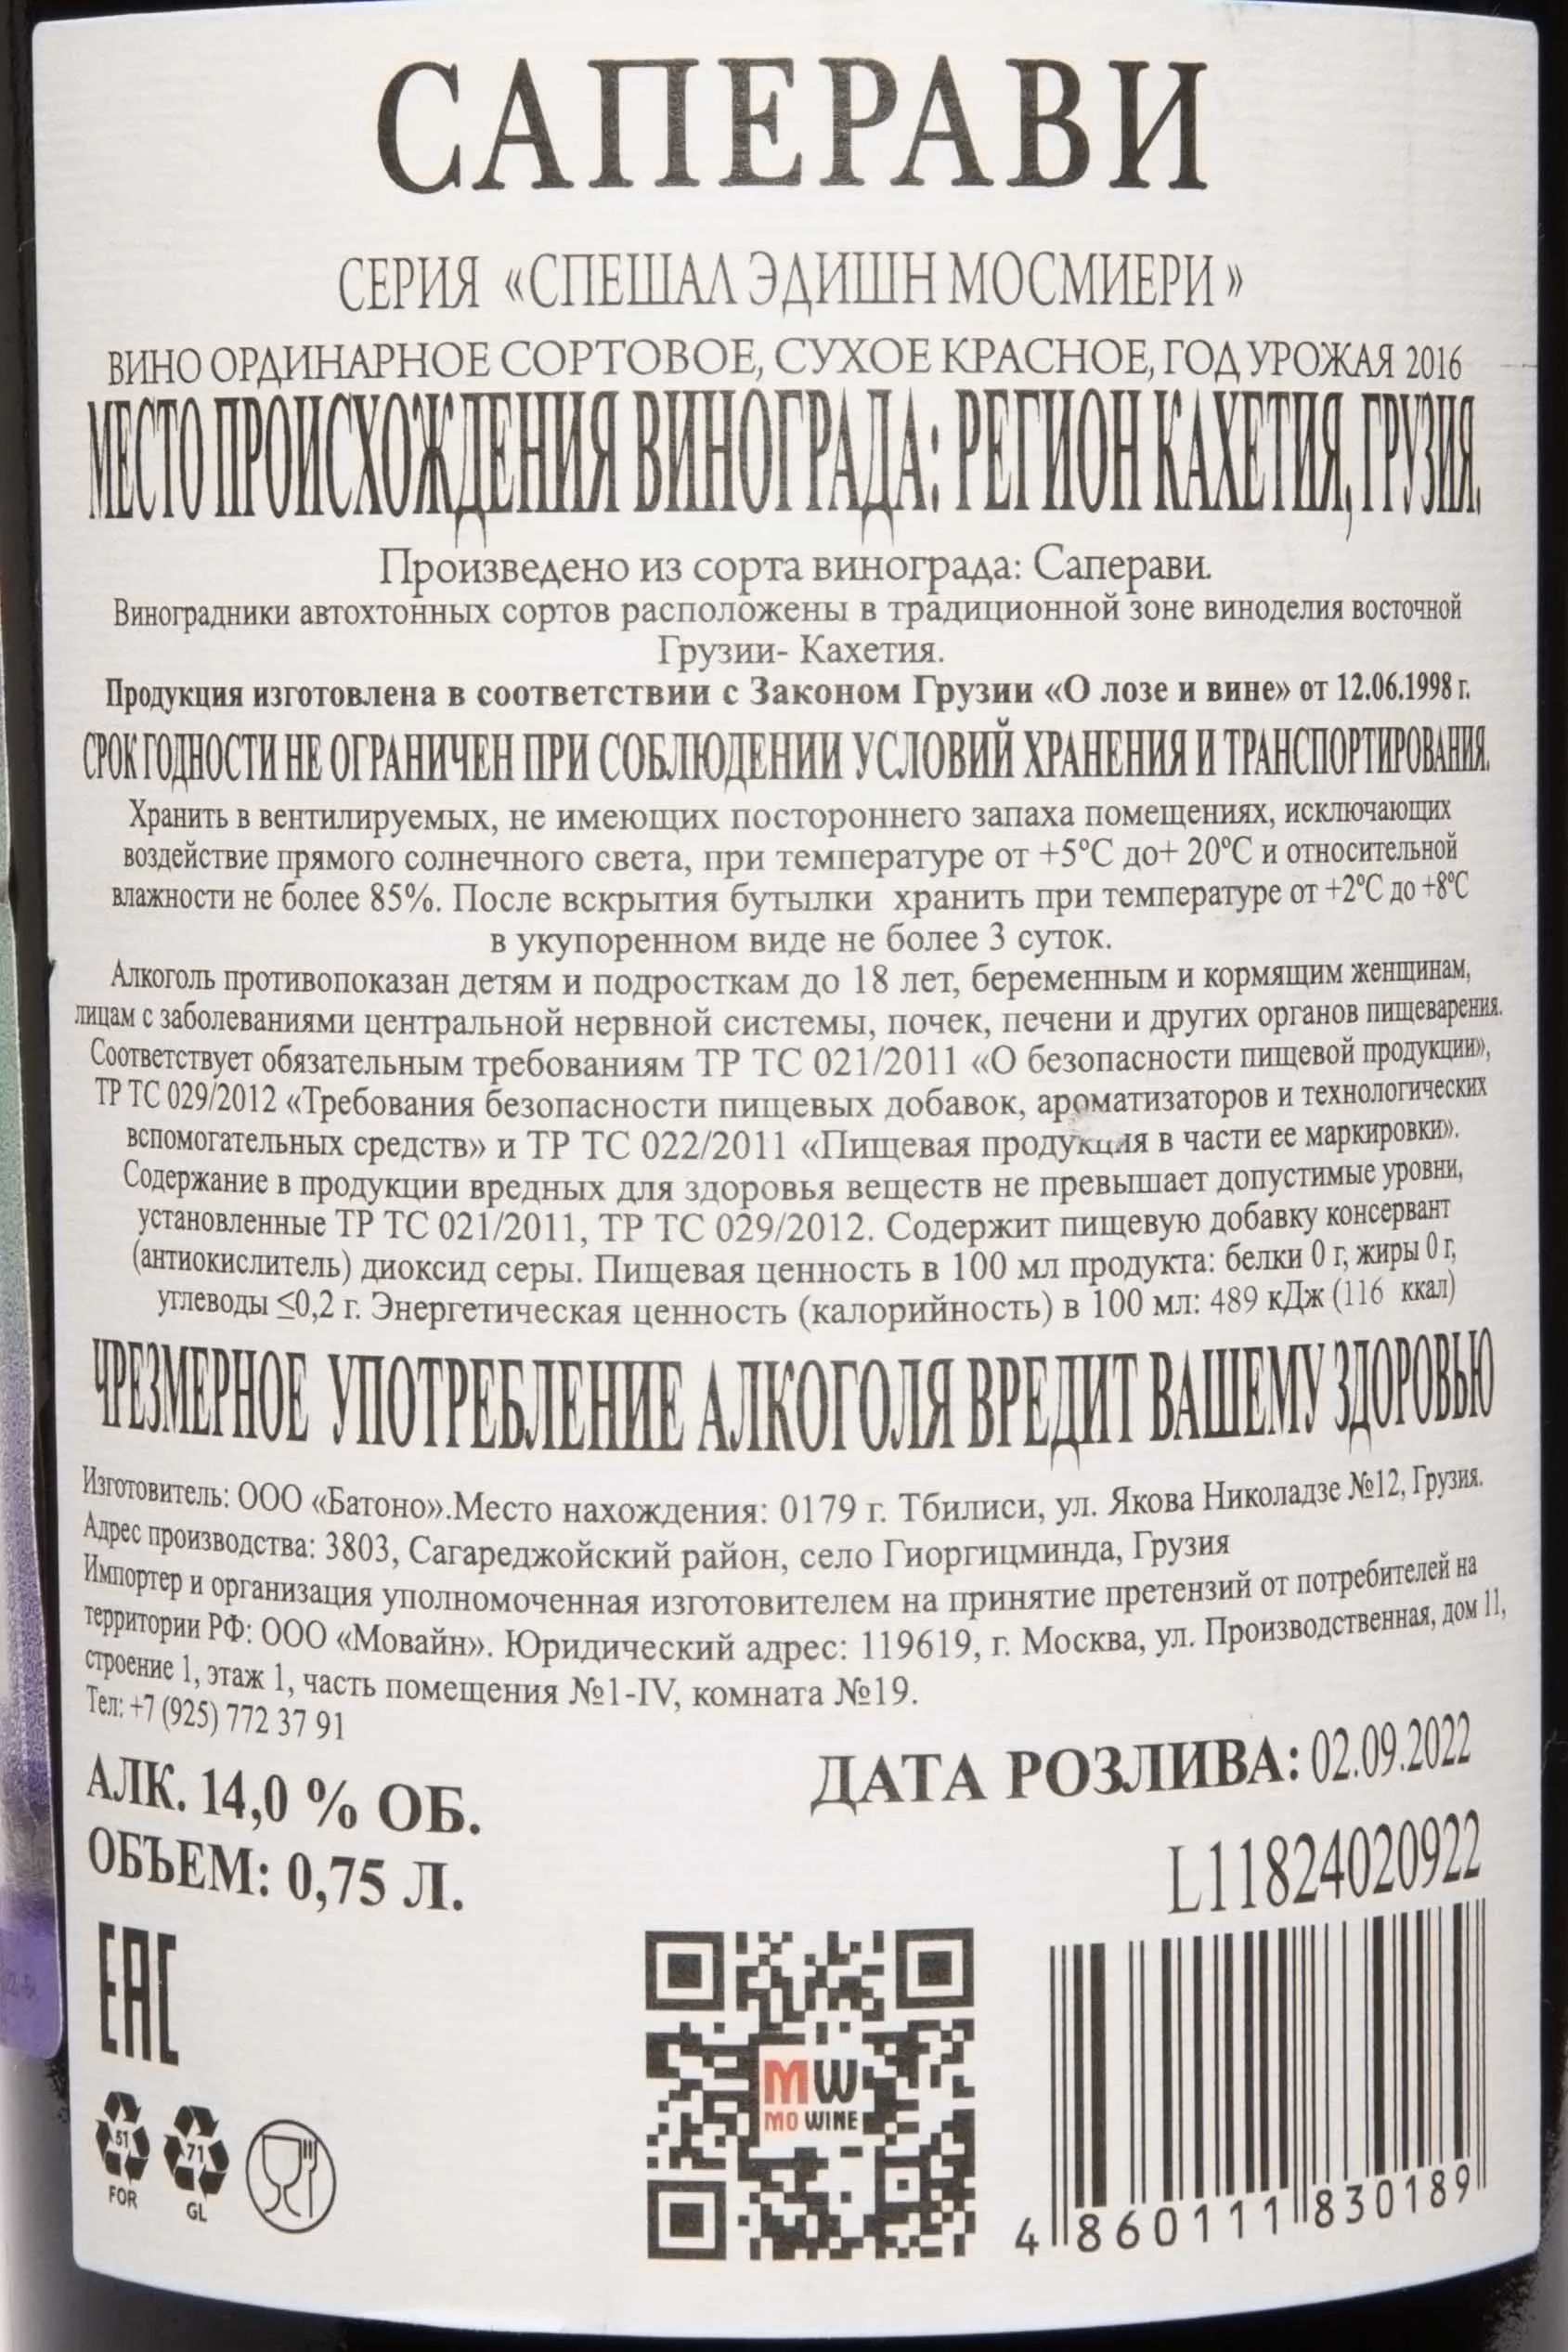 САПЕРАВИ
СЕРИЯ «СПЕШАЛ ЭДИШН МОСМИЕРИ »
ВИНО ОРДИНАРНОЕ СОРТОВОЕ, СУХОЕ КРАСНОЕ, ГОД УРОЖАЯ 2016
МЕСТО ПРОИСХОЖДЕНИЯ ВИНОГРАДА: РЕГИОН КАХЕТИЯ, ГРУЗИЯ.
Произведено из сорта винограда: Саперави.
Виноградники автохтонных сортов расположены в традиционной зоне виноделия восточной
Грузии- Кахетия.
Продукция изготовлена в соответствии с Законом Грузии «О лозе и вине» от 12.06.1998 г.
СРОК ГОДНОСТИ НЕ ОГРАНИЧЕН ПРИ СОБЛЮДЕНИИ УСЛОВИЙ ХРАНЕНИЯ И ТРАНСПОРТИРОВАНИЯ.
Хранить в вентилируемых, не имеющих постороннего запаха помещениях, исключающих
воздействие прямого солнечного света, при температуре от +5°С до+ 20°С и относительной
влажности не более 85%. После вскрытия бутылки хранить при температуре от +2°С до +8°С
в укупоренном виде не более 3 суток.
Алкоголь противопоказан детям и подросткам до 18 лет, беременным и кормящим женщинам,
лицам с заболеваниями центральной нервной системы, почек, печени и других органов пищеварения.
Соответствует обязательным требованиям ТР ТС 021/2011 «О безопасности пищевой продукции»,
ТР ТС 029/2012 «Требования безопасности пищевых добавок, ароматизаторов и технологических
вспомогательных средств» и ТР ТС 022/2011 «Пищевая продукция в части ее маркировки».
Содержание в продукции вредных для здоровья веществ не превышает допустимые уровни,
установленные ТР ТС 021/2011, ТР ТС 029/2012. Содержит пищевую добавку консервант
(антиокислитель) диоксид серы. Пищевая ценность в 100 мл продукта: белки 0 г, жиры 0 г,
углеводы ≤0,2 г. Энергетическая ценность (калорийность) в 100 мл: 489 кДж (116 ккал)
ЧРЕЗМЕРНОЕ УПОТРЕБЛЕНИЕ АЛКОГОЛЯ ВРЕДИТ ВАШЕМУ ЗДОРОВЬЮ
Изготовитель: ООО «Батоно».Место нахождения: 0179 г. Тбилиси, ул. Якова Николадзе №12, Грузия.
Адрес производства: 3803, Сагареджойский район, село Гиоргицминда, Грузия
Импортер и организация уполномоченная изготовителем на принятие претензий от потребителей на
территории РФ: ООО «Мовайн». Юридический адрес: 119619, г. Москва, ул. Производственная, дом 11,
строение 1, этаж 1, часть помещения №1-IV, комната №19.
Тел: +7 (925) 772 37 91
АЛК. 14,0 % ОБ.
ДАТА РОЗЛИВА: 02.09.2022
ОБЪЕМ: 0,75 Л.
L11824020922
EAC
MW
MO WINE
51
FOR
71
GL
4 860111 830189